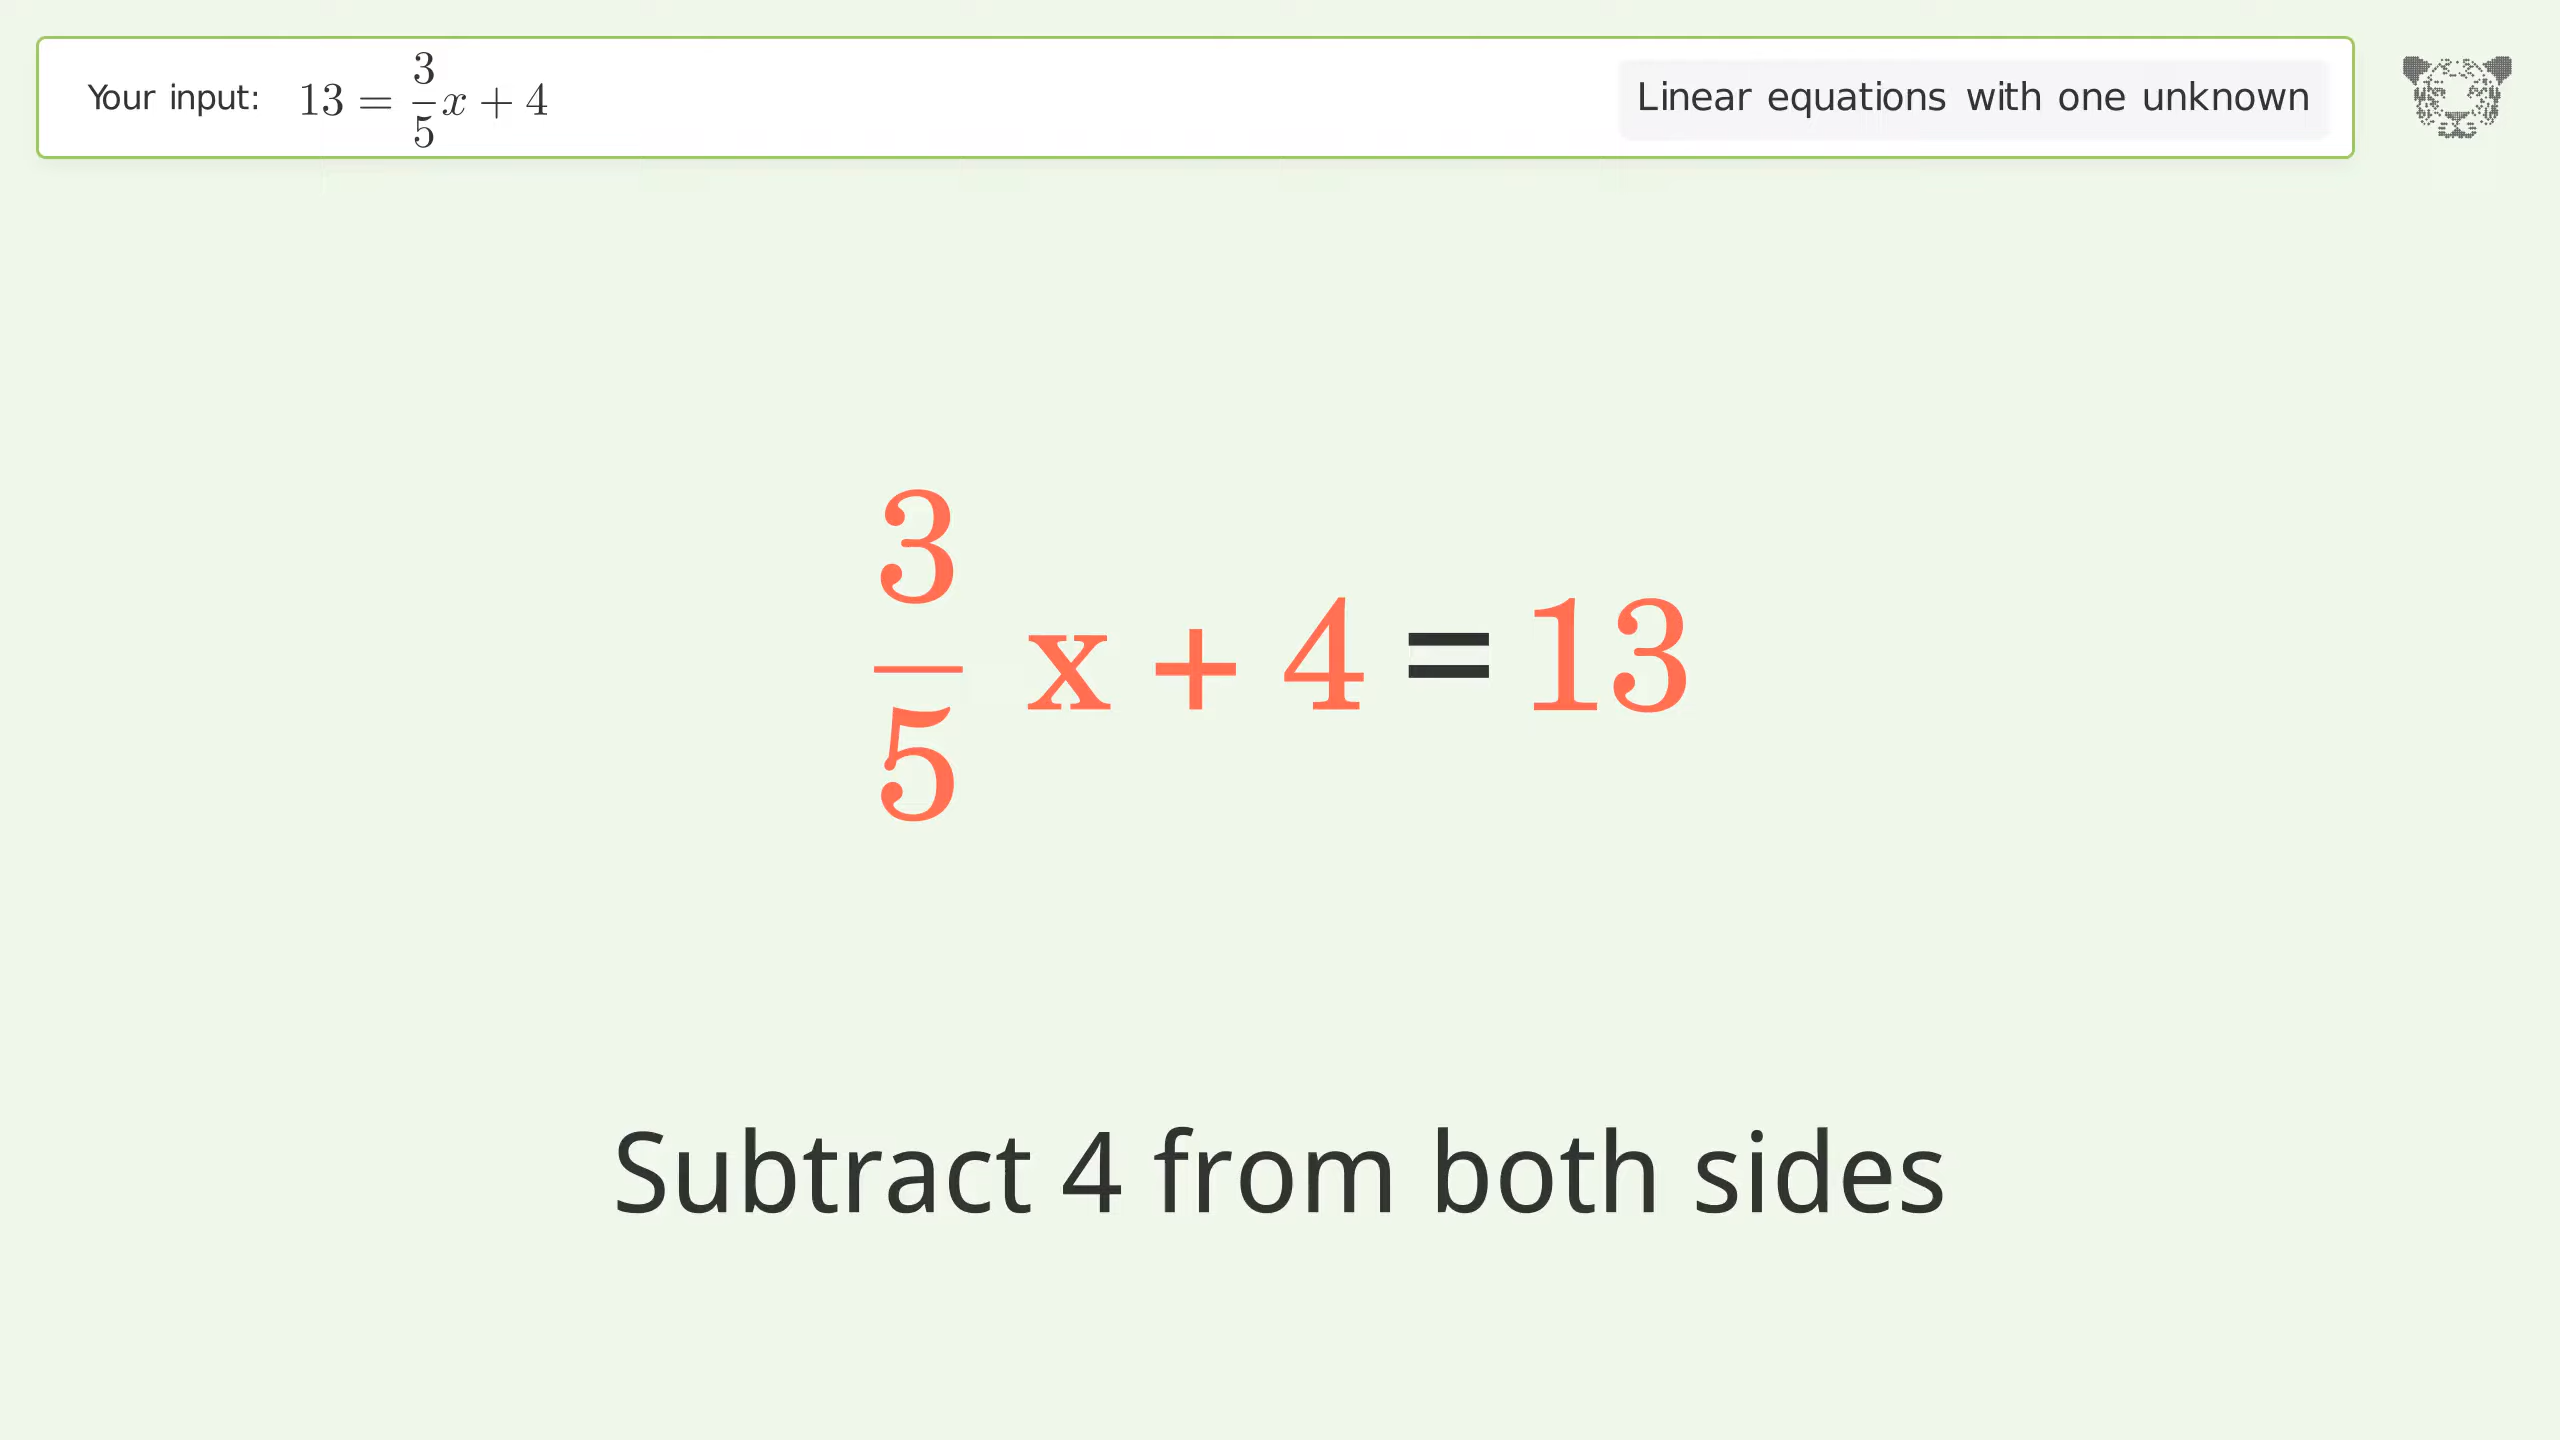 Your input: 13 = 3/5 x + 4
Linear equations with one unknown
3/5 x + 4 = 13
Subtract 4 from both sides